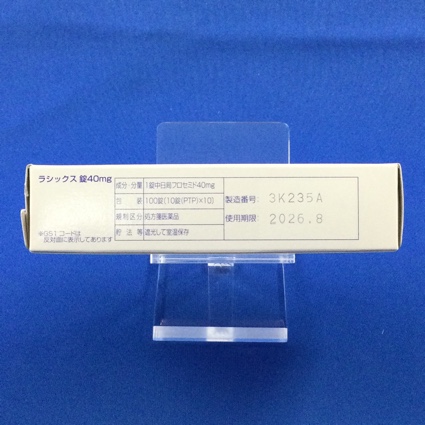 ラシックス 錠40mg
成分・分量 1錠中日局フロセミド40mg
包装 100錠(10錠(PTP)×10)
規制区分 処方箋医薬品
貯法 等 遮光して室温保存
製造番号: 3K235A
使用期限: 2026.8
※GS1コードは
反対面に表示してあります